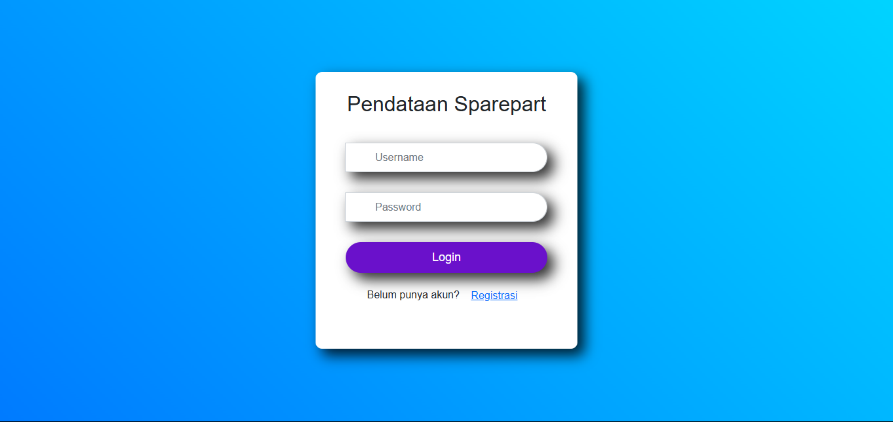 Pendataan Sparepart
Username
Password
Login
Belum punya akun? Registrasi